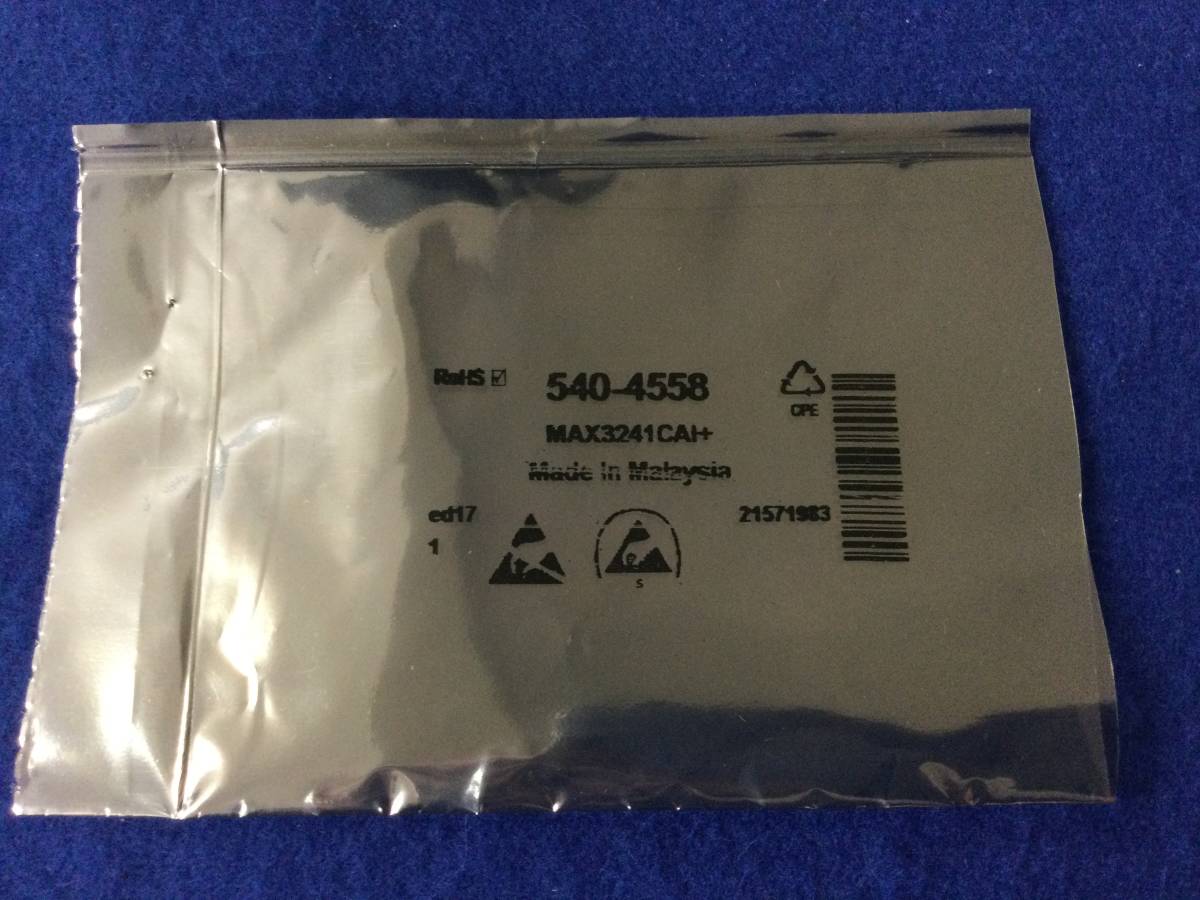 RoHS ☑ 540-4558
CPE
MAX3241CAI+
Made In Malaysia
ed17
21571983
1
S